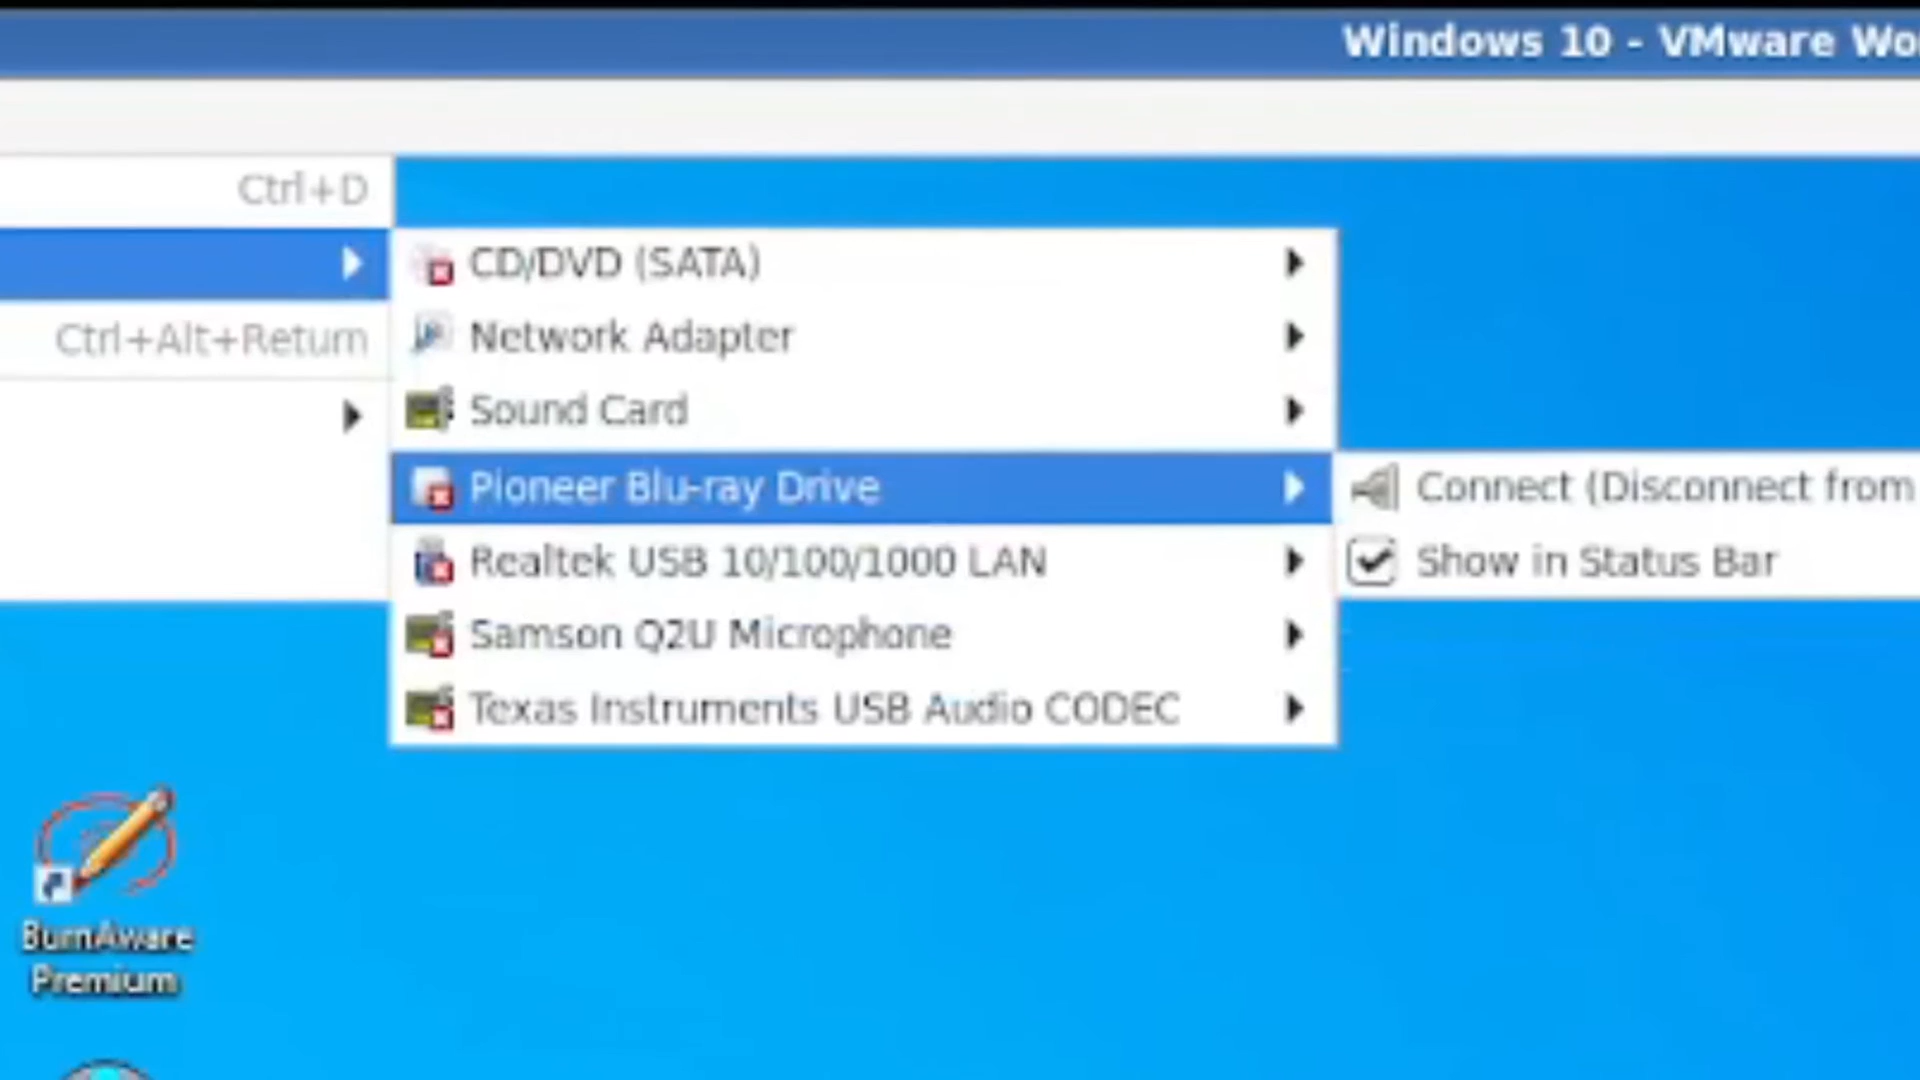 Windows 10 - VMware Wo
Ctrl+D
CD/DVD (SATA)
Network Adapter
Ctrl+Alt+Return
Sound Card
Pioneer Blu-ray Drive
Connect (Disconnect from
Realtek USB 10/100/1000 LAN
Show in Status Bar
Samson Q2U Microphone
Texas Instruments USB Audio CODEC
BurnAware
Premium